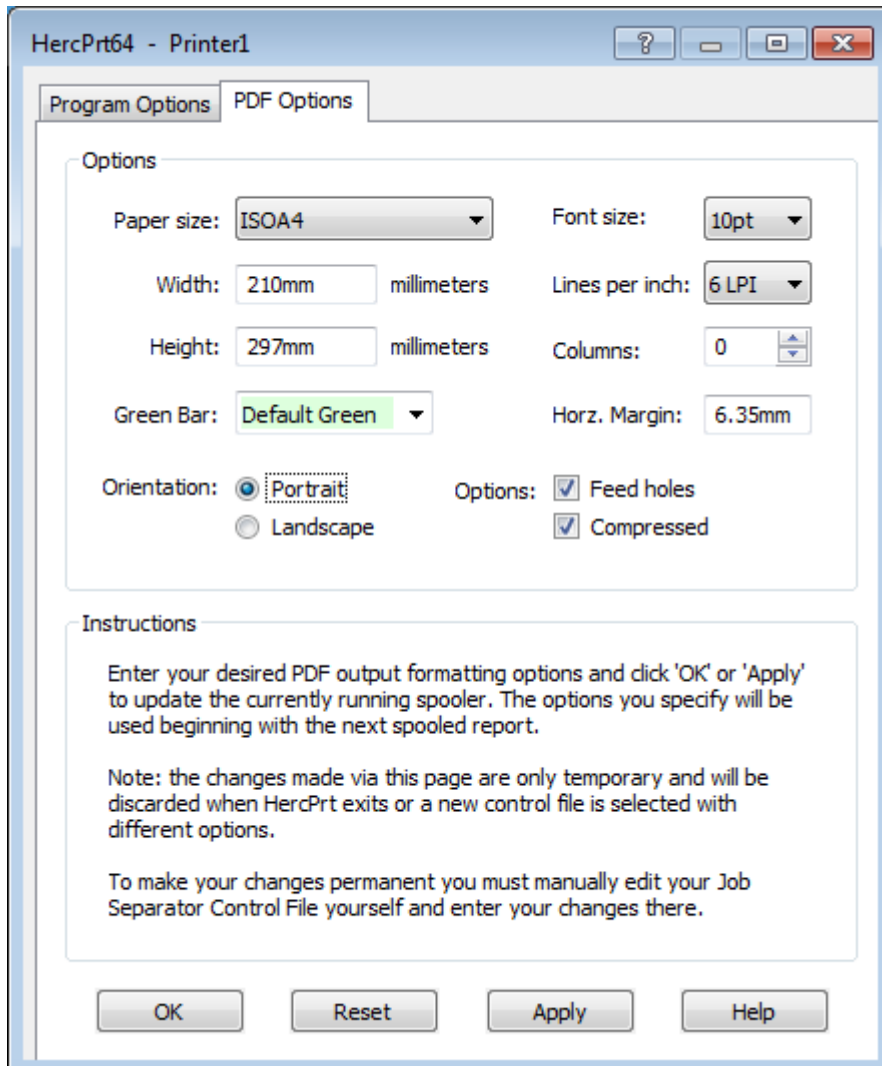 HercPrt64 - Printer1
Program Options PDF Options
Options
Paper size: ISOA4 Font size: 10pt
Width: 210mm millimeters Lines per inch: 6 LPI
Height: 297mm millimeters Columns: 0
Green Bar: Default Green Horz. Margin: 6.35mm
Orientation: Portrait Options: Feed holes
Landscape Compressed
Instructions
Enter your desired PDF output formatting options and click 'OK' or 'Apply'
to update the currently running spooler. The options you specify will be
used beginning with the next spooled report.
Note: the changes made via this page are only temporary and will be
discarded when HercPrt exits or a new control file is selected with
different options.
To make your changes permanent you must manually edit your Job
Separator Control File yourself and enter your changes there.
OK Reset Apply Help